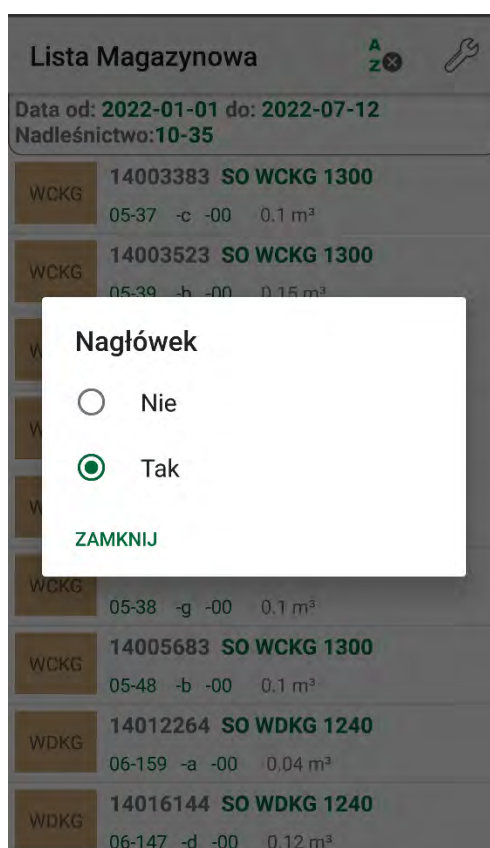 Lista Magazynowa
A
Z
Data od: 2022-01-01 do: 2022-07-12
Nadleśnictwo:10-35
WCKG
14003383 SO WCKG 1300
05-37 -c -00 0.1 m³
WCKG
14003523 SO WCKG 1300
05-39 -h -00 0.15 m³
Nagłówek
Nie
Tak
ZAMKNIJ
WCKG
05-38 -g -00 0.1 m³
WCKG
14005683 SO WCKG 1300
05-48 -b -00 0.1 m³
WDKG
14012264 SO WDKG 1240
06-159 -a -00 0.04 m³
WDKG
14016144 SO WDKG 1240
06-147 -d -00 0.12 m³